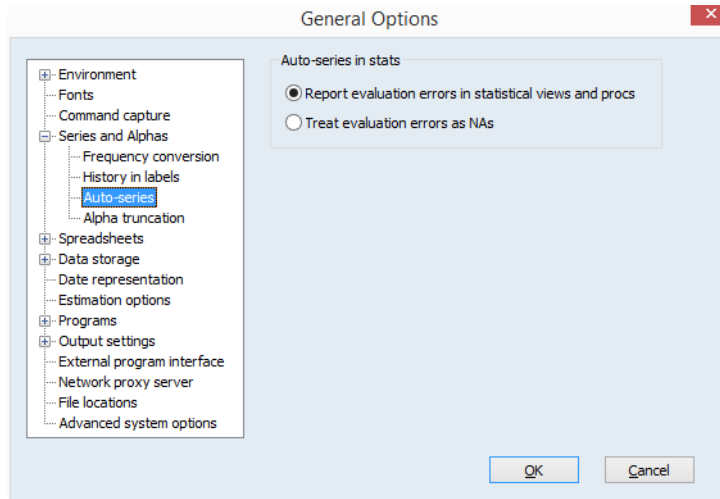 General Options
Environment
Fonts
Command capture
Series and Alphas
Frequency conversion
History in labels
Auto-series
Alpha truncation
Spreadsheets
Data storage
Date representation
Estimation options
Programs
Output settings
External program interface
Network proxy server
File locations
Advanced system options
Auto-series in stats
Report evaluation errors in statistical views and procs
Treat evaluation errors as NAs
OK
Cancel